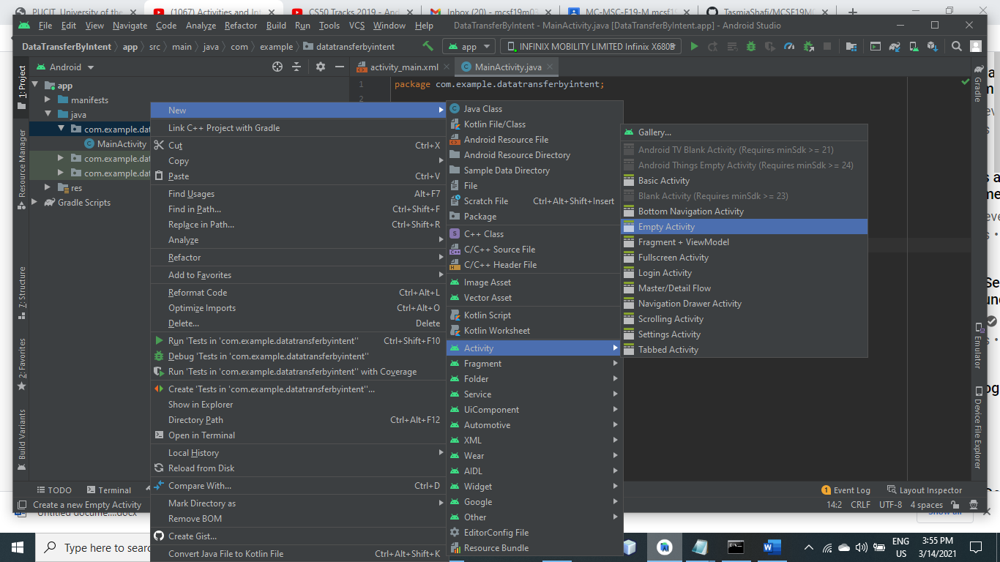 PUCIT, University of the
(1067) Activities and Int
CS50 Tracks 2019 - And
Inbox (20) - mcsf19m03
MC-MSC-F19-M.mcsf1
TasmiaShafi/MCSF19M0
File Edit View Navigate Code Analyze Refactor Build Run Tools VCS Window Help
DataTransferByIntent - MainActivity.java [DataTransferByIntent.app] - Android Studio
DataTransferByIntent app src main java com example datatransferbyintent
app
INFINIX MOBILITY LIMITED Infinix X680B
Android
activity_main.xml
MainActivity.java
1: Project
Resource Manager
7: Structure
2: Favorites
Build Variants
app
manifests
java
com.example.dat
MainActivity
com.example.dat
com.example.dat
res
Gradle Scripts
1 package com.example.datatransferbyintent;
2
New
Link C++ Project with Gradle
Cut Ctrl+X
Copy
Paste Ctrl+V
Find Usages Alt+F7
Find in Path... Ctrl+Shift+F
Replace in Path... Ctrl+Shift+R
Analyze
Refactor
Add to Favorites
Reformat Code Ctrl+Alt+L
Optimize Imports Ctrl+Alt+O
Delete... Delete
Run 'Tests in 'com.example.datatransferbyintent'' Ctrl+Shift+F10
Debug 'Tests in 'com.example.datatransferbyintent''
Run 'Tests in 'com.example.datatransferbyintent'' with Coverage
Create 'Tests in 'com.example.datatransferbyintent''...
Show in Explorer
Directory Path Ctrl+Alt+F12
Open in Terminal
Local History
Reload from Disk
Compare With... Ctrl+D
Mark Directory as
Remove BOM
Create Gist...
Convert Java File to Kotlin File Ctrl+Alt+Shift+K
Java Class
Kotlin File/Class
Android Resource File
Android Resource Directory
Sample Data Directory
File
Scratch File Ctrl+Alt+Shift+Insert
Package
C++ Class
C/C++ Source File
C/C++ Header File
Image Asset
Vector Asset
Kotlin Script
Kotlin Worksheet
Activity
Fragment
Folder
Service
UiComponent
Automotive
XML
Wear
AIDL
Widget
Google
Other
EditorConfig File
Resource Bundle
Gallery...
Android TV Blank Activity (Requires minSdk >= 21)
Android Things Empty Activity (Requires minSdk >= 24)
Basic Activity
Blank Activity (Requires minSdk >= 23)
Bottom Navigation Activity
Empty Activity
Fragment + ViewModel
Fullscreen Activity
Login Activity
Master/Detail Flow
Navigation Drawer Activity
Scrolling Activity
Settings Activity
Tabbed Activity
Gradle
Emulator
Device File Explorer
TODO Terminal
1 Event Log Layout Inspector
Create a new Empty Activity
14:2 CRLF UTF-8 4 spaces
Untitled docume....docx
Show all
Type here to searc
ENG
US
3:55 PM
3/14/2021